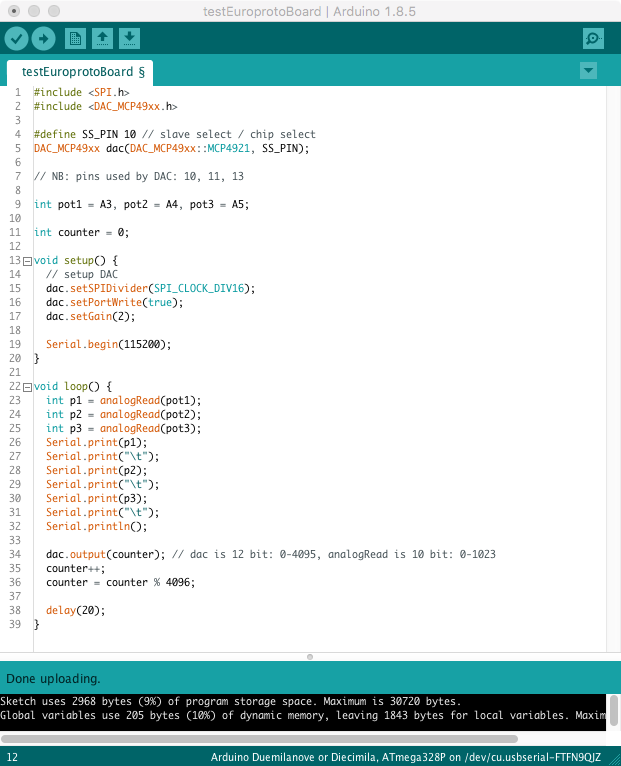 testEuroprotoBoard | Arduino 1.8.5
testEuroprotoBoard §
1 #include <SPI.h>
2 #include <DAC_MCP49xx.h>
3
4 #define SS_PIN 10 // slave select / chip select
5 DAC_MCP49xx dac(DAC_MCP49xx::MCP4921, SS_PIN);
6
7 // NB: pins used by DAC: 10, 11, 13
8
9 int pot1 = A3, pot2 = A4, pot3 = A5;
10
11 int counter = 0;
12
13 void setup() {
14   // setup DAC
15   dac.setSPIDivider(SPI_CLOCK_DIV16);
16   dac.setPortWrite(true);
17   dac.setGain(2);
18
19   Serial.begin(115200);
20 }
21
22 void loop() {
23   int p1 = analogRead(pot1);
24   int p2 = analogRead(pot2);
25   int p3 = analogRead(pot3);
26   Serial.print(p1);
27   Serial.print("\t");
28   Serial.print(p2);
29   Serial.print("\t");
30   Serial.print(p3);
31   Serial.print("\t");
32   Serial.println();
33
34   dac.output(counter); // dac is 12 bit: 0-4095, analogRead is 10 bit: 0-1023
35   counter++;
36   counter = counter % 4096;
37
38   delay(20);
39 }
Done uploading.
Sketch uses 2968 bytes (9%) of program storage space. Maximum is 30720 bytes.
Global variables use 205 bytes (10%) of dynamic memory, leaving 1843 bytes for local variables. Maxim
12 Arduino Duemilanove or Diecimila, ATmega328P on /dev/cu.usbserial-FTFN9QJZ